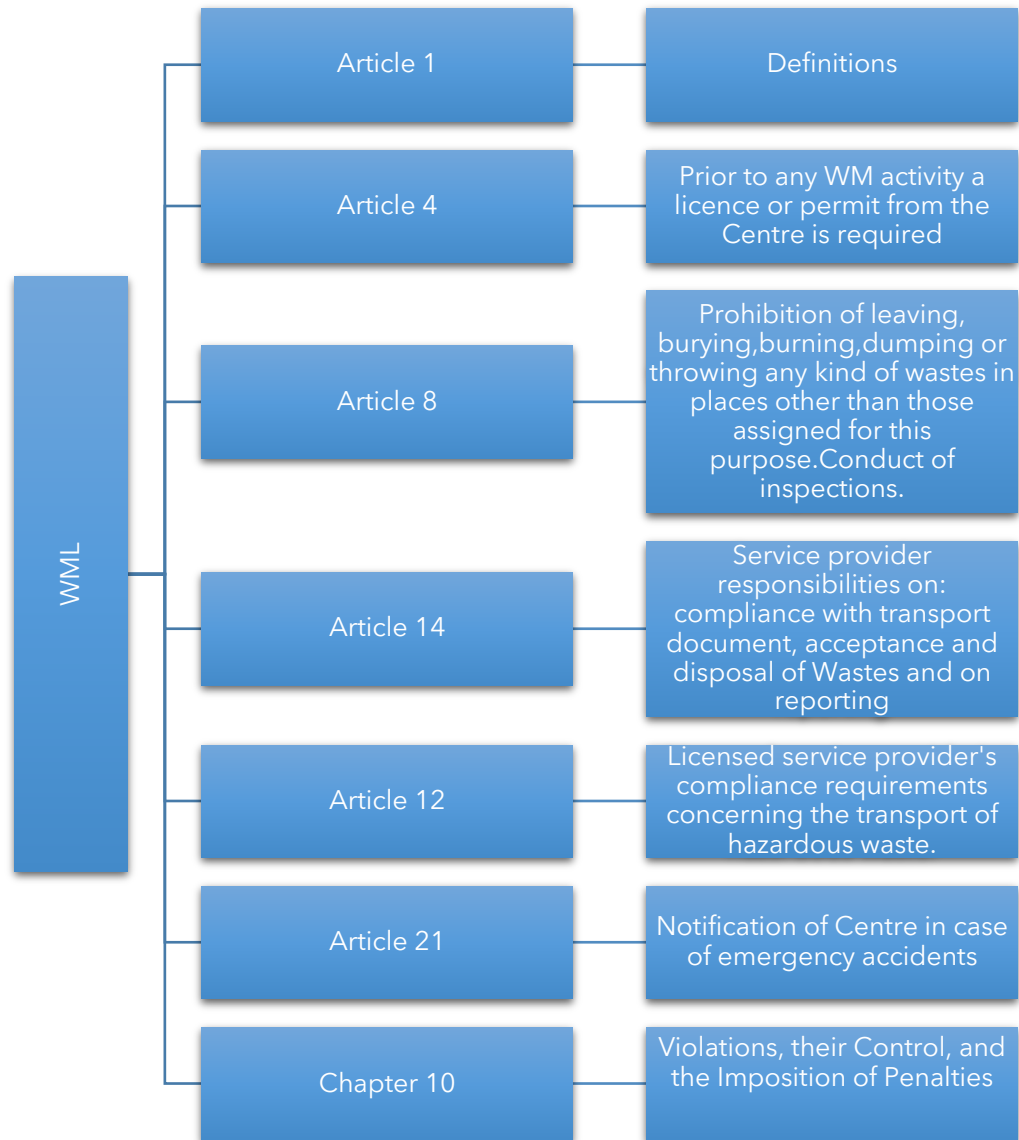 WML
Article 1
Definitions
Article 4
Prior to any WM activity a
licence or permit from the
Centre is required
Article 8
Prohibition of leaving,
burying,burning,dumping or
throwing any kind of wastes in
places other than those
assigned for this
purpose.Conduct of
inspections.
Article 14
Service provider
responsibilities on:
compliance with transport
document, acceptance and
disposal of Wastes and on
reporting
Article 12
Licensed service provider's
compliance requirements
concerning the transport of
hazardous waste.
Article 21
Notification of Centre in case
of emergency accidents
Chapter 10
Violations, their Control, and
the Imposition of Penalties